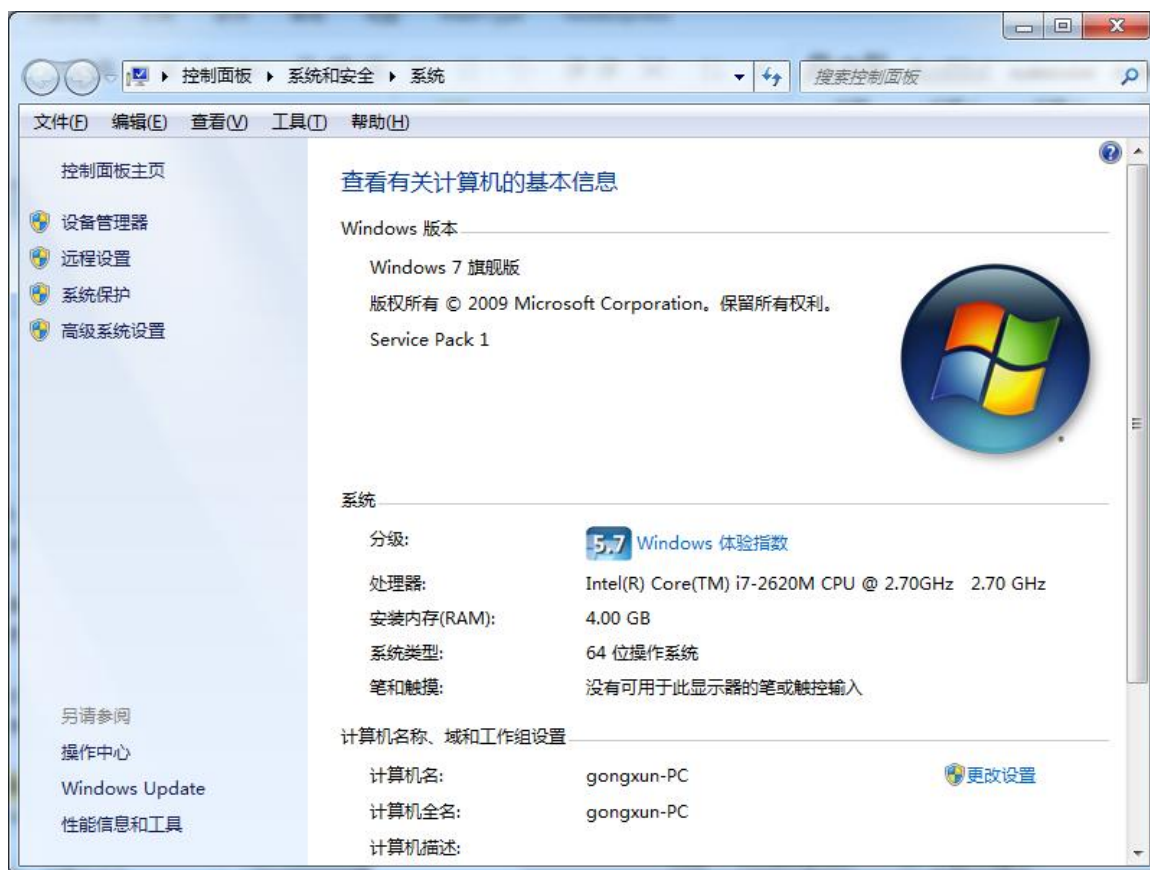 控制面板 ▸ 系统和安全 ▸ 系统
搜索控制面板
文件(F) 编辑(E) 查看(V) 工具(T) 帮助(H)
控制面板主页
设备管理器
远程设置
系统保护
高级系统设置
另请参阅
操作中心
Windows Update
性能信息和工具
查看有关计算机的基本信息
Windows 版本
Windows 7 旗舰版
版权所有 © 2009 Microsoft Corporation。保留所有权利。
Service Pack 1
系统
分级: 5.7 Windows 体验指数
处理器: Intel(R) Core(TM) i7-2620M CPU @ 2.70GHz 2.70 GHz
安装内存(RAM): 4.00 GB
系统类型: 64 位操作系统
笔和触摸: 没有可用于此显示器的笔或触控输入
计算机名称、域和工作组设置
计算机名: gongxun-PC 更改设置
计算机全名: gongxun-PC
计算机描述: